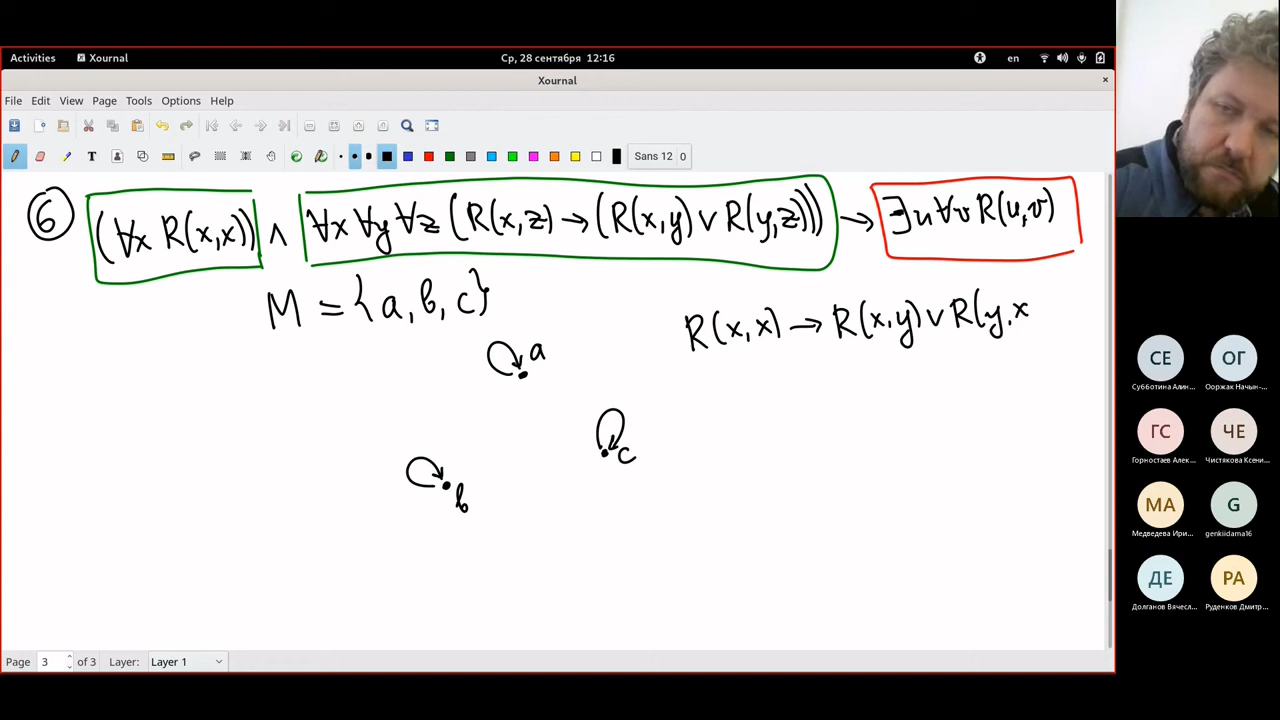 Activities Xournal Ср, 28 сентября 12:16 en
Xournal
File Edit View Page Tools Options Help
Sans 12 0
⑥ (∀x R(x,x)) ∧ ∀x ∀y ∀z (R(x,z) → (R(x,y) ∨ R(y,z))) → ∃u ∀v R(u,v)
M = {a, b, c}
R(x,x) → R(x,y) ∨ R(y,x
a
c
b
СЕ ОГ
Субботина Алин... Ооржак Начын-...
ГС ЧЕ
Горностаев Алек... Чистякова Ксени...
МА G
Медведева Ири... genkiidama16
ДЕ РА
Долганов Вячесл... Руденков Дмитр...
Page 3 of 3 Layer: Layer 1